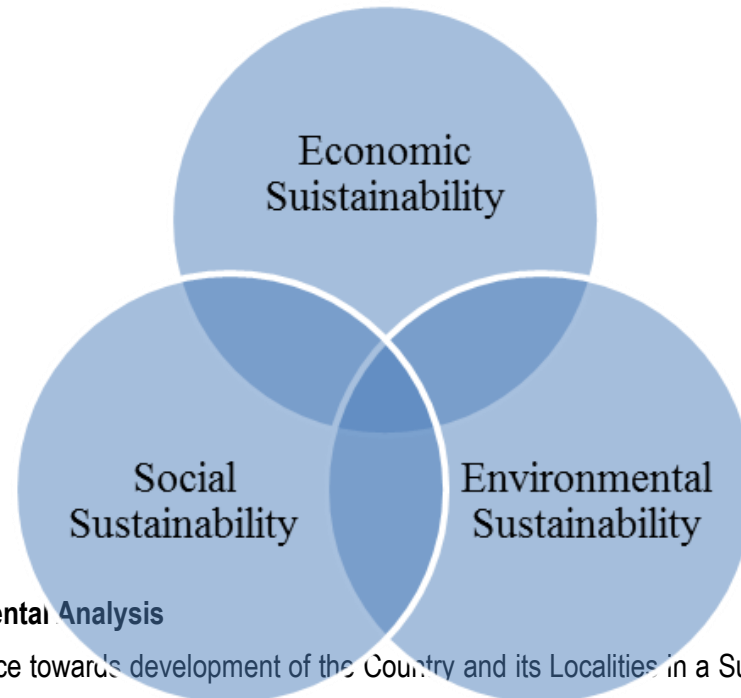 Economic
Suistainability
Social
Sustainability
Environmental
Sustainability
Analysis
towards development of the Country and its Localities in a